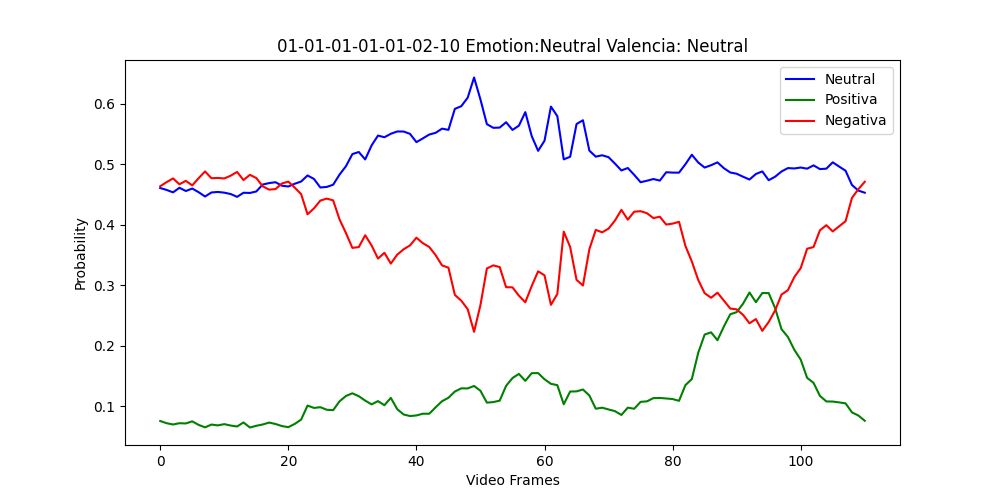 01-01-01-01-01-02-10 Emotion:Neutral Valencia: Neutral
Neutral
Positiva
Negativa
Probability
0.6
0.5
0.4
0.3
0.2
0.1
0 20 40 60 80 100
Video Frames